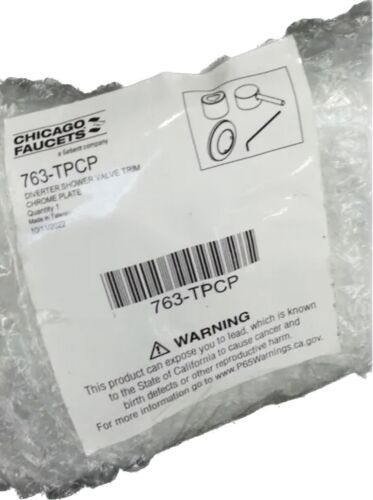 CHICAGO
FAUCETS
a Geberit company
763-TPCP
DIVERTER SHOWER VALVE TRIM
CHROME PLATE
Quantity 1
Made in Taiwan
10/11/2022
763-TPCP
WARNING
This product can expose you to lead, which is known
to the State of California to cause cancer and
birth defects or other reproductive harm.
For more information go to www.P65Warnings.ca.gov.